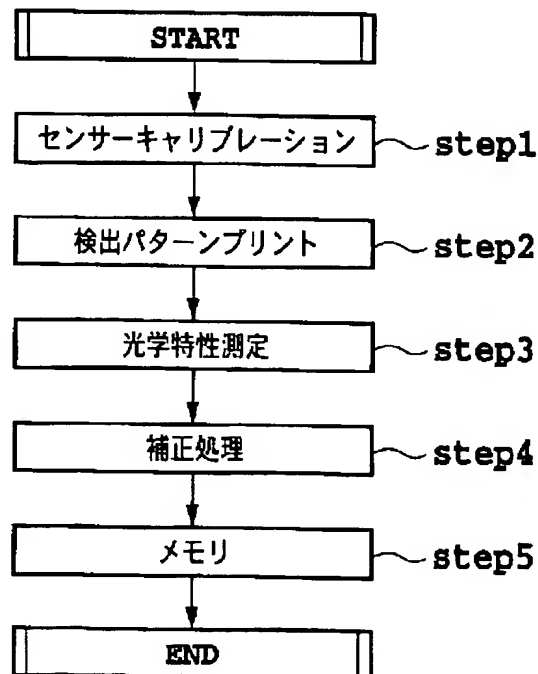 START
センサーキャリブレーション step1
検出パターンプリント step2
光学特性測定 step3
補正処理 step4
メモリ step5
END